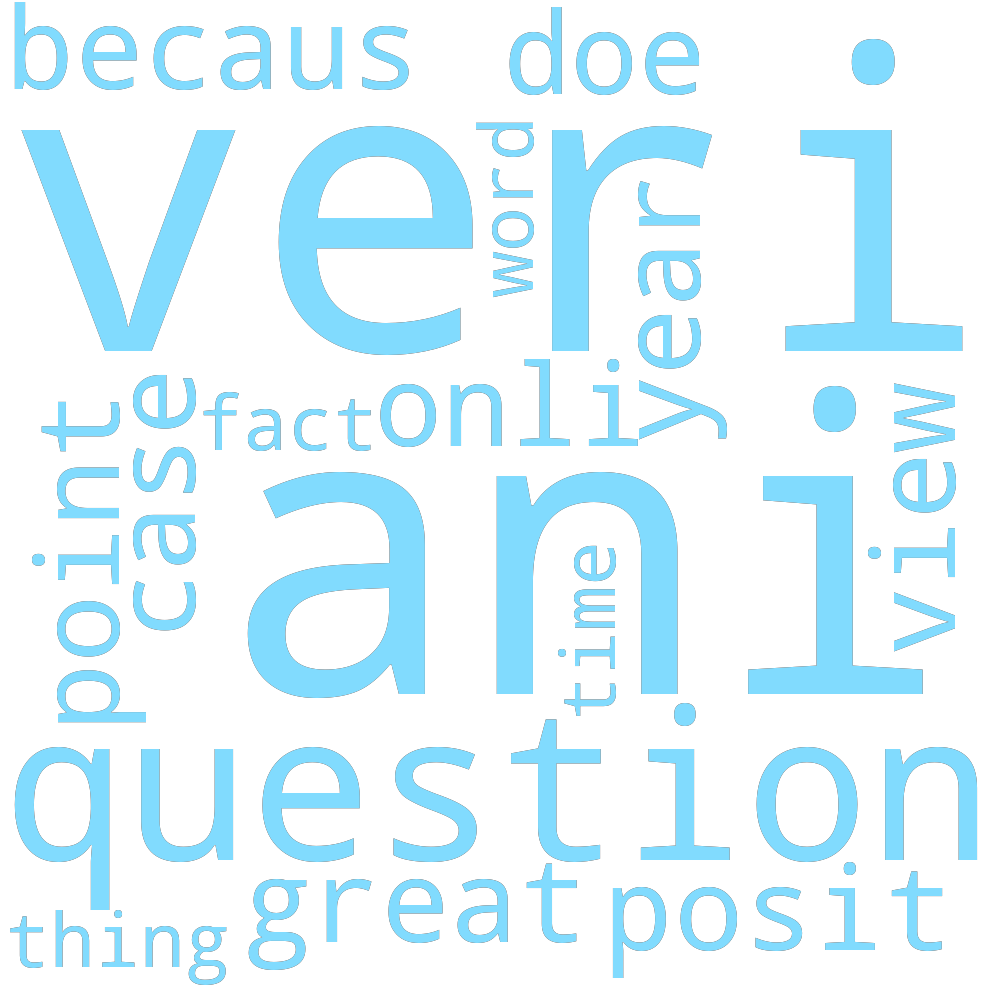 becaus
doe
veri
word
year
point
case
fact
onli
view
ani
time
question
thing
great
posit